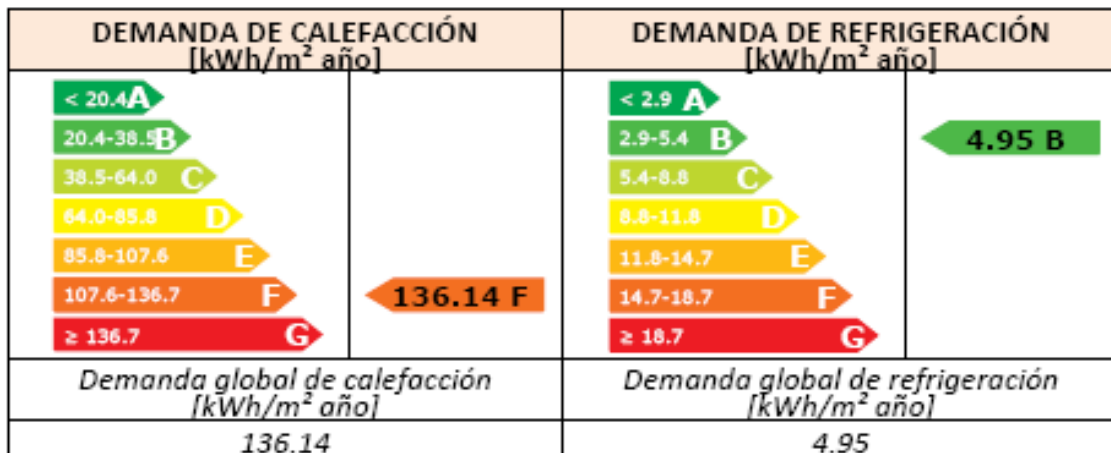 DEMANDA DE CALEFACCIÓN
[kWh/m² año]
< 20.4 A
20.4-38.5 B
38.5-64.0 C
64.0-85.8 D
85.8-107.6 E
107.6-136.7 F
≥ 136.7 G
136.14 F
Demanda global de calefacción
[kWh/m² año]
136.14
DEMANDA DE REFRIGERACIÓN
[kWh/m² año]
< 2.9 A
2.9-5.4 B
5.4-8.8 C
8.8-11.8 D
11.8-14.7 E
14.7-18.7 F
≥ 18.7 G
4.95 B
Demanda global de refrigeración
[kWh/m² año]
4.95